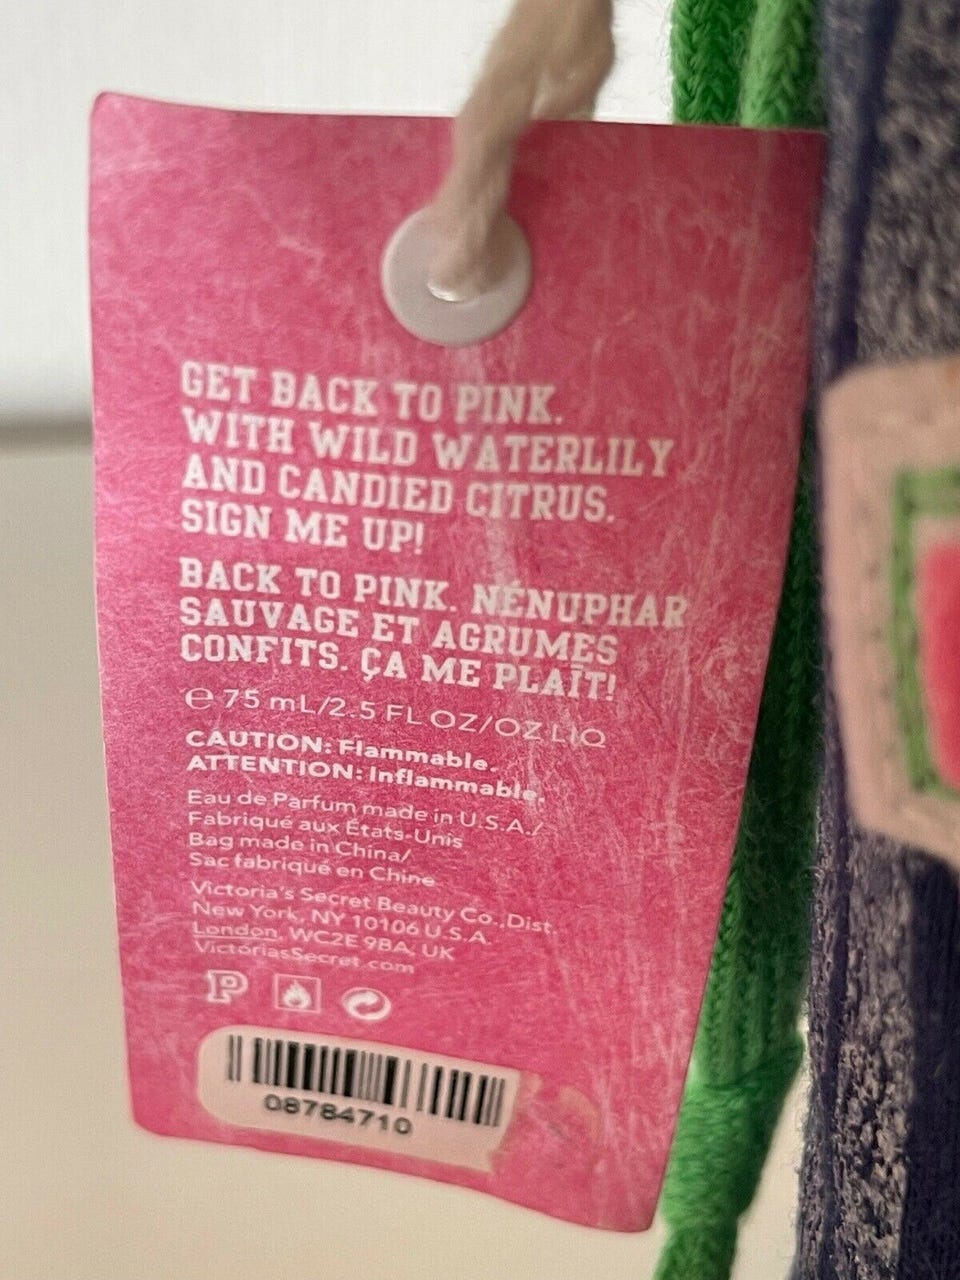 GET BACK TO PINK.
WITH WILD WATERLILY
AND CANDIED CITRUS.
SIGN ME UP!
BACK TO PINK. NÉNUPHAR
SAUVAGE ET AGRUMES
CONFITS. ÇA ME PLAÎT!
℮ 75 mL/2.5 FL OZ/OZ LIQ
CAUTION: Flammable.
ATTENTION: Inflammable.
Eau de Parfum made in U.S.A./
Fabriqué aux États-Unis
Bag made in China/
Sac fabriqué en Chine
Victoria's Secret Beauty Co., Dist.
New York, NY 10106 U.S.A.
London, WC2E 9BA, UK
VictoriasSecret.com
P
08784710